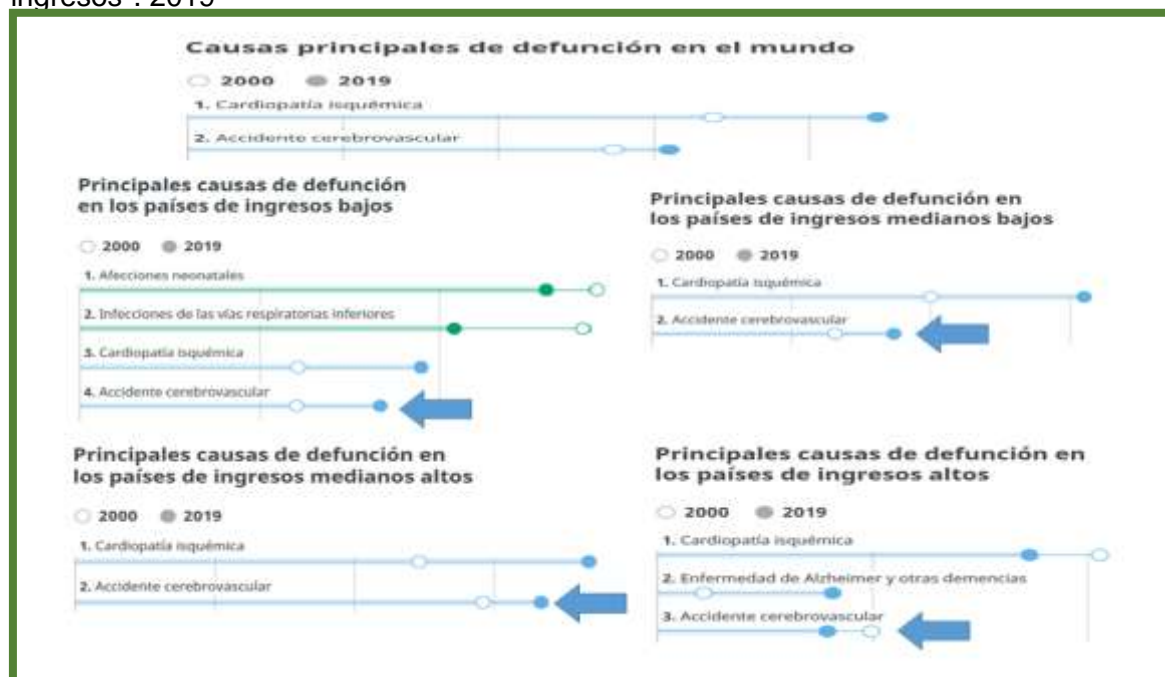 ingresos". 2019
Causas principales de defunción en el mundo
2000 2019
1. Cardiopatía isquémica
2. Accidente cerebrovascular
Principales causas de defunción
en los países de ingresos bajos
2000 2019
1. Afecciones neonatales
2. Infecciones de las vías respiratorias inferiores
3. Cardiopatía isquémica
4. Accidente cerebrovascular
Principales causas de defunción en
los países de ingresos medianos bajos
2000 2019
1. Cardiopatía isquémica
2. Accidente cerebrovascular
Principales causas de defunción en
los países de ingresos medianos altos
2000 2019
1. Cardiopatía isquémica
2. Accidente cerebrovascular
Principales causas de defunción en
los países de ingresos altos
2000 2019
1. Cardiopatía isquémica
2. Enfermedad de Alzheimer y otras demencias
3. Accidente cerebrovascular